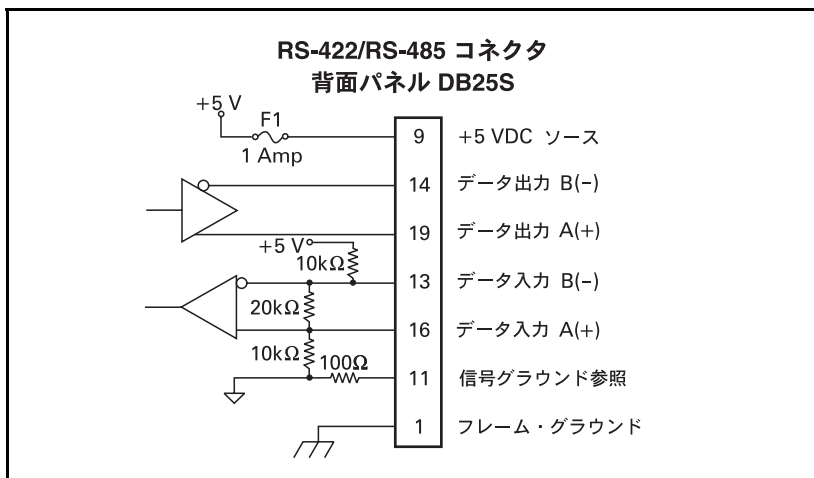 RS-422/RS-485 コネクタ
背面パネル DB25S
+5 V
F1
1 Amp
9 +5 VDC ソース
14 データ出力 B(−)
19 データ出力 A(+)
+5 V
10kΩ
13 データ入力 B(−)
20kΩ
16 データ入力 A(+)
10kΩ
100Ω
11 信号グラウンド参照
1 フレーム・グラウンド